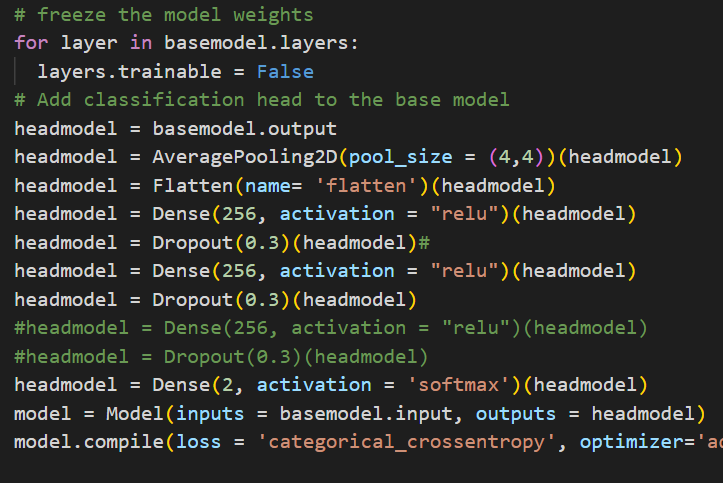 # freeze the model weights
for layer in basemodel.layers:
  layers.trainable = False
# Add classification head to the base model
headmodel = basemodel.output
headmodel = AveragePooling2D(pool_size = (4,4))(headmodel)
headmodel = Flatten(name= 'flatten')(headmodel)
headmodel = Dense(256, activation = "relu")(headmodel)
headmodel = Dropout(0.3)(headmodel)#
headmodel = Dense(256, activation = "relu")(headmodel)
headmodel = Dropout(0.3)(headmodel)
#headmodel = Dense(256, activation = "relu")(headmodel)
#headmodel = Dropout(0.3)(headmodel)
headmodel = Dense(2, activation = 'softmax')(headmodel)
model = Model(inputs = basemodel.input, outputs = headmodel)
model.compile(loss = 'categorical_crossentropy', optimizer='